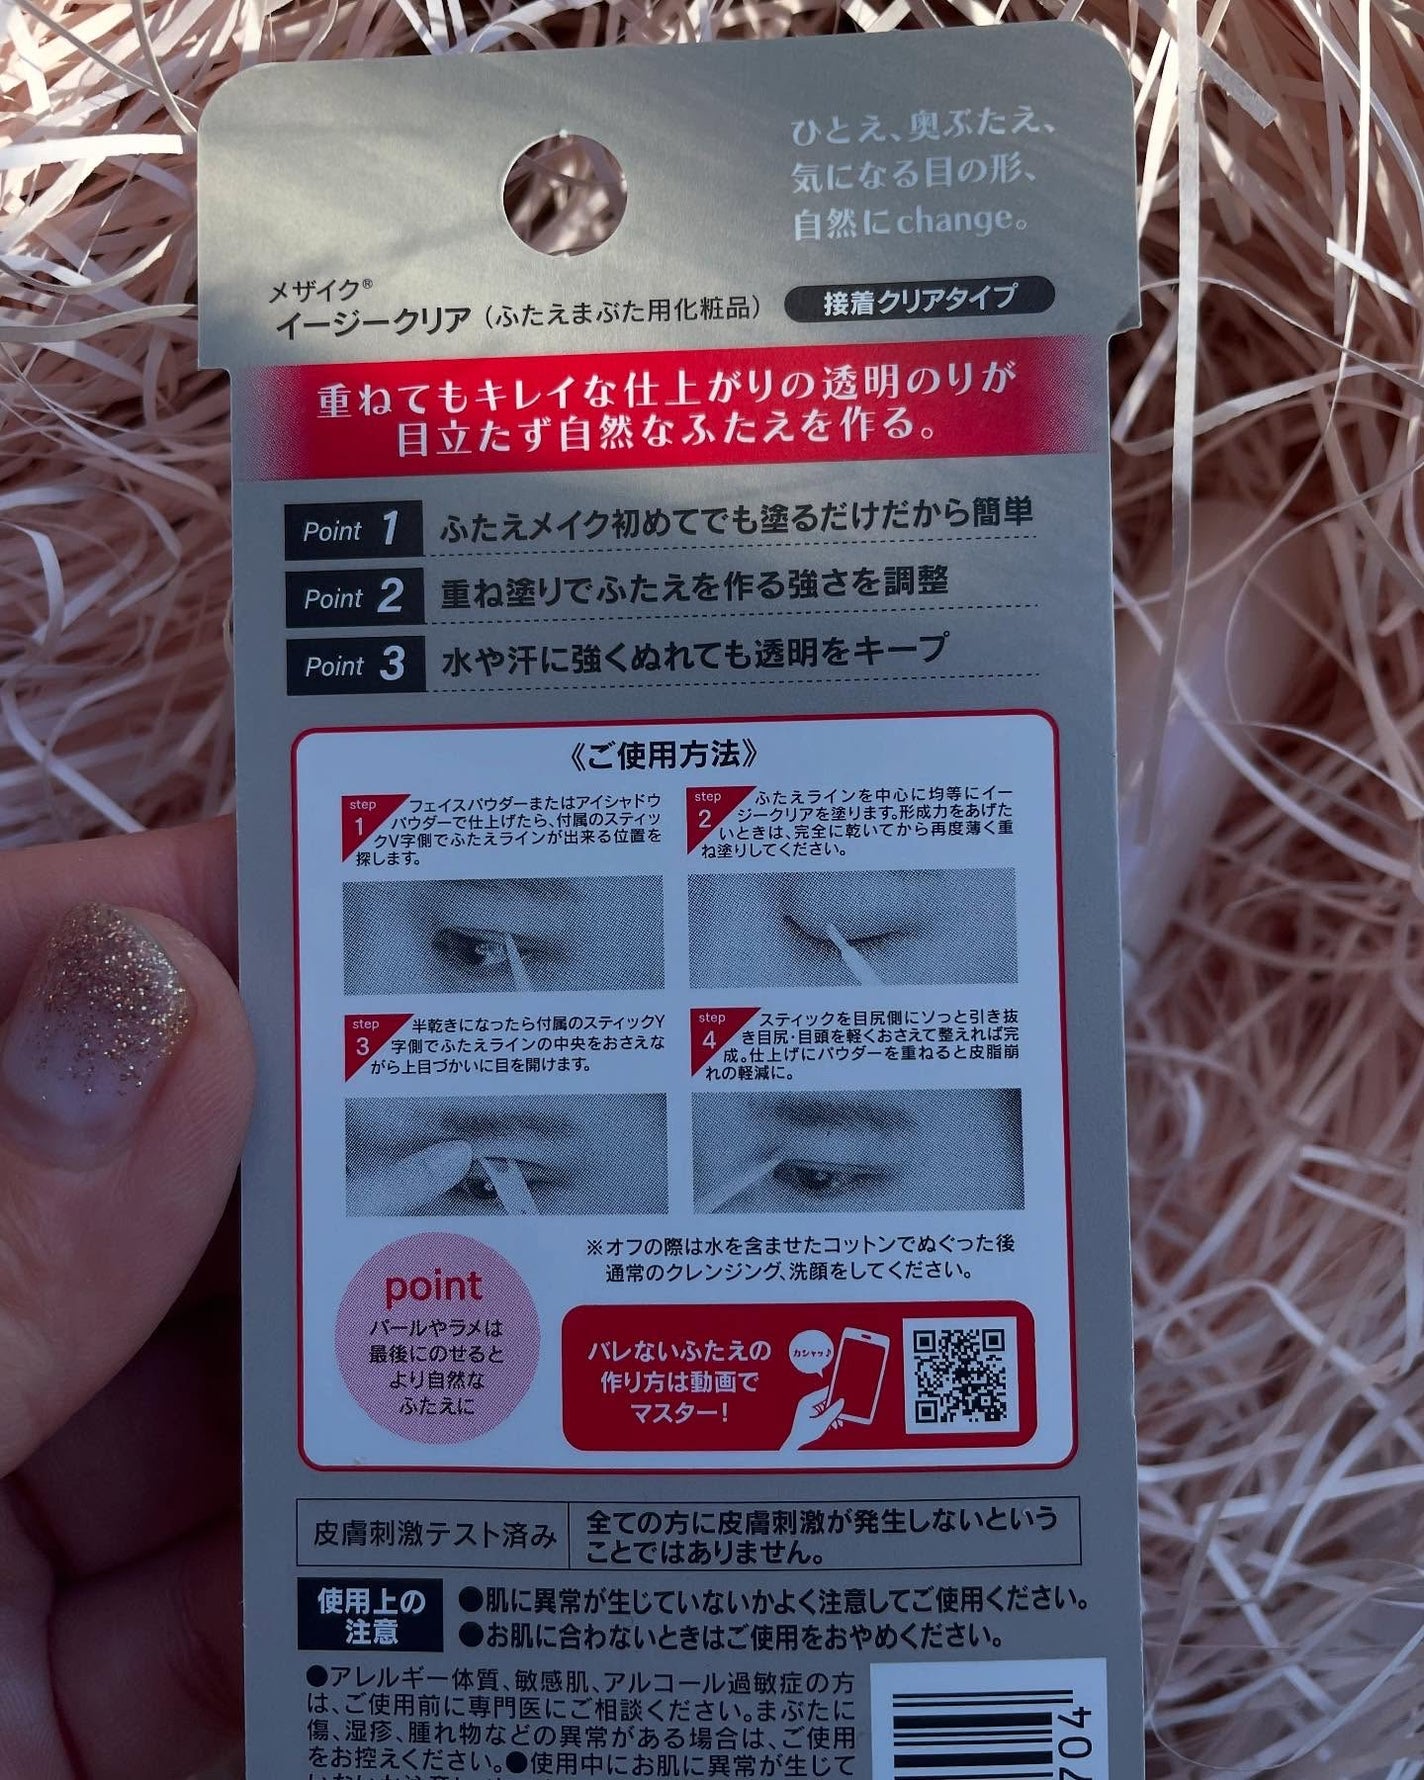 ひとえ、奥ぶたえ、
気になる目の形、
自然にchange。
メザイク®
イージークリア（ふたえまぶた用化粧品）
接着クリアタイプ
重ねてもキレイな仕上がりの透明のりが
目立たず自然なふたえを作る。
Point 1 ふたえメイク初めてでも塗るだけだから簡単
Point 2 重ね塗りでふたえを作る強さを調整
Point 3 水や汗に強くぬれても透明をキープ
《ご使用方法》
step
1
フェイスパウダーまたはアイシャドウ
パウダーで仕上げたら、付属のスティッ
クV字側でふたえラインが出来る位置を
探します。
step
2
ふたえラインを中心に均等にイー
ジークリアを塗ります。形成力をあげた
いときは、完全に乾いてから再度薄く重
ね塗りしてください。
step
3
半乾きになったら付属のスティックY
字側でふたえラインの中央をおさえな
がら上目づかいに目を開けます。
step
4
スティックを目尻側にソっと引き抜
き目尻・目頭を軽くおさえて整えれば完
成。仕上げにパウダーを重ねると皮脂崩
れの軽減に。
※オフの際は水を含ませたコットンでぬぐった後
通常のクレンジング、洗顔をしてください。
point
パールやラメは
最後にのせると
より自然な
ふたえに
バレないふたえの
作り方は動画で
マスター！
カシャッ♪
皮膚刺激テスト済み
全ての方に皮膚刺激が発生しないという
ことではありません。
使用上の
注意
●肌に異常が生じていないかよく注意してご使用ください。
●お肌に合わないときはご使用をおやめください。
●アレルギー体質、敏感肌、アルコール過敏症の方
は、ご使用前に専門医にご相談ください。まぶたに
傷、湿疹、腫れ物などの異常がある場合は、ご使用
をお控えください。●使用中にお肌に異常が生じて